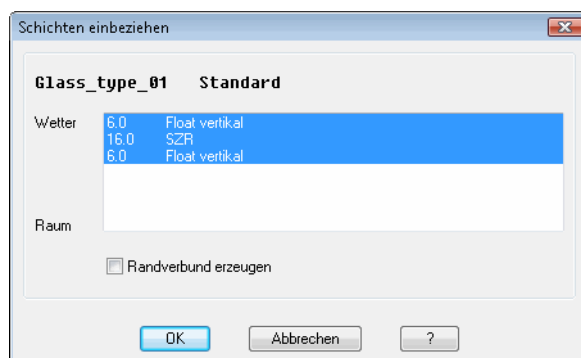 Schichten einbeziehen
Glass_type_01 Standard
Wetter 6.0 Float vertikal
16.0 SZR
6.0 Float vertikal
Raum
Randverbund erzeugen
OK Abbrechen ?